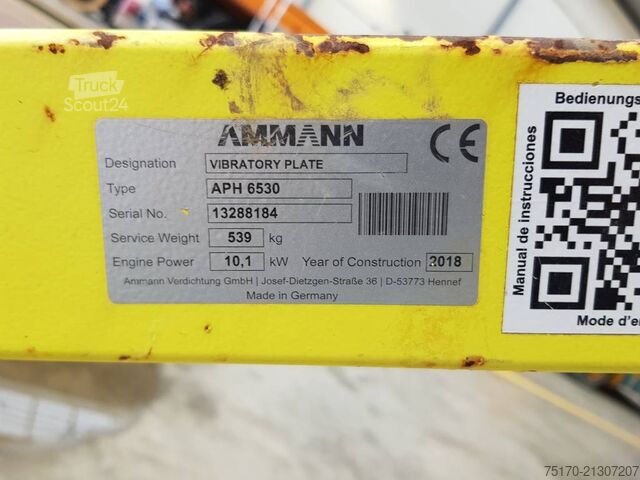 Truck
Scout24
AMMANN CE
Designation VIBRATORY PLATE
Type APH 6530
Serial No. 13288184
Service Weight 539 kg
Engine Power 10,1 kW Year of Construction 2018
Ammann Verdichtung GmbH | Josef-Dietzgen-Straße 36 | D-53773 Hennef
Made in Germany
Manual de instrucciones
75170-21307207